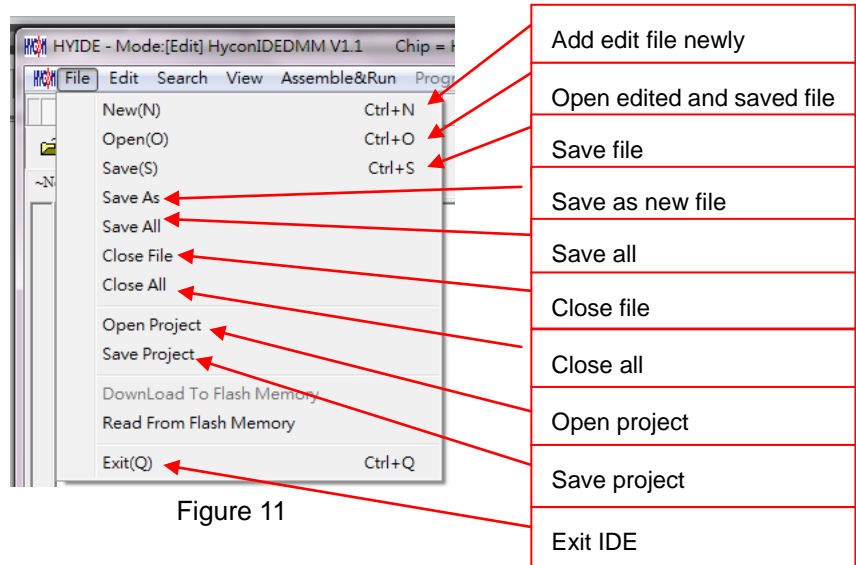 HYCON HYIDE - Mode:[Edit] HyconIDEDMM V1.1 Chip =
HYCON File Edit Search View Assemble&Run Progr
New(N) Ctrl+N
Open(O) Ctrl+O
Save(S) Ctrl+S
~N
Save As
Save All
Close File
Close All
Open Project
Save Project
DownLoad To Flash Memory
Read From Flash Memory
Exit(Q) Ctrl+Q
Figure 11
Add edit file newly
Open edited and saved file
Save file
Save as new file
Save all
Close file
Close all
Open project
Save project
Exit IDE